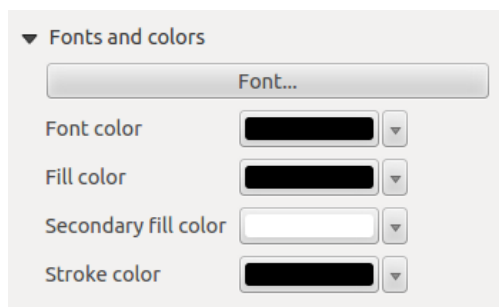 Fonts and colors
Font...
Font color
Fill color
Secondary fill color
Stroke color